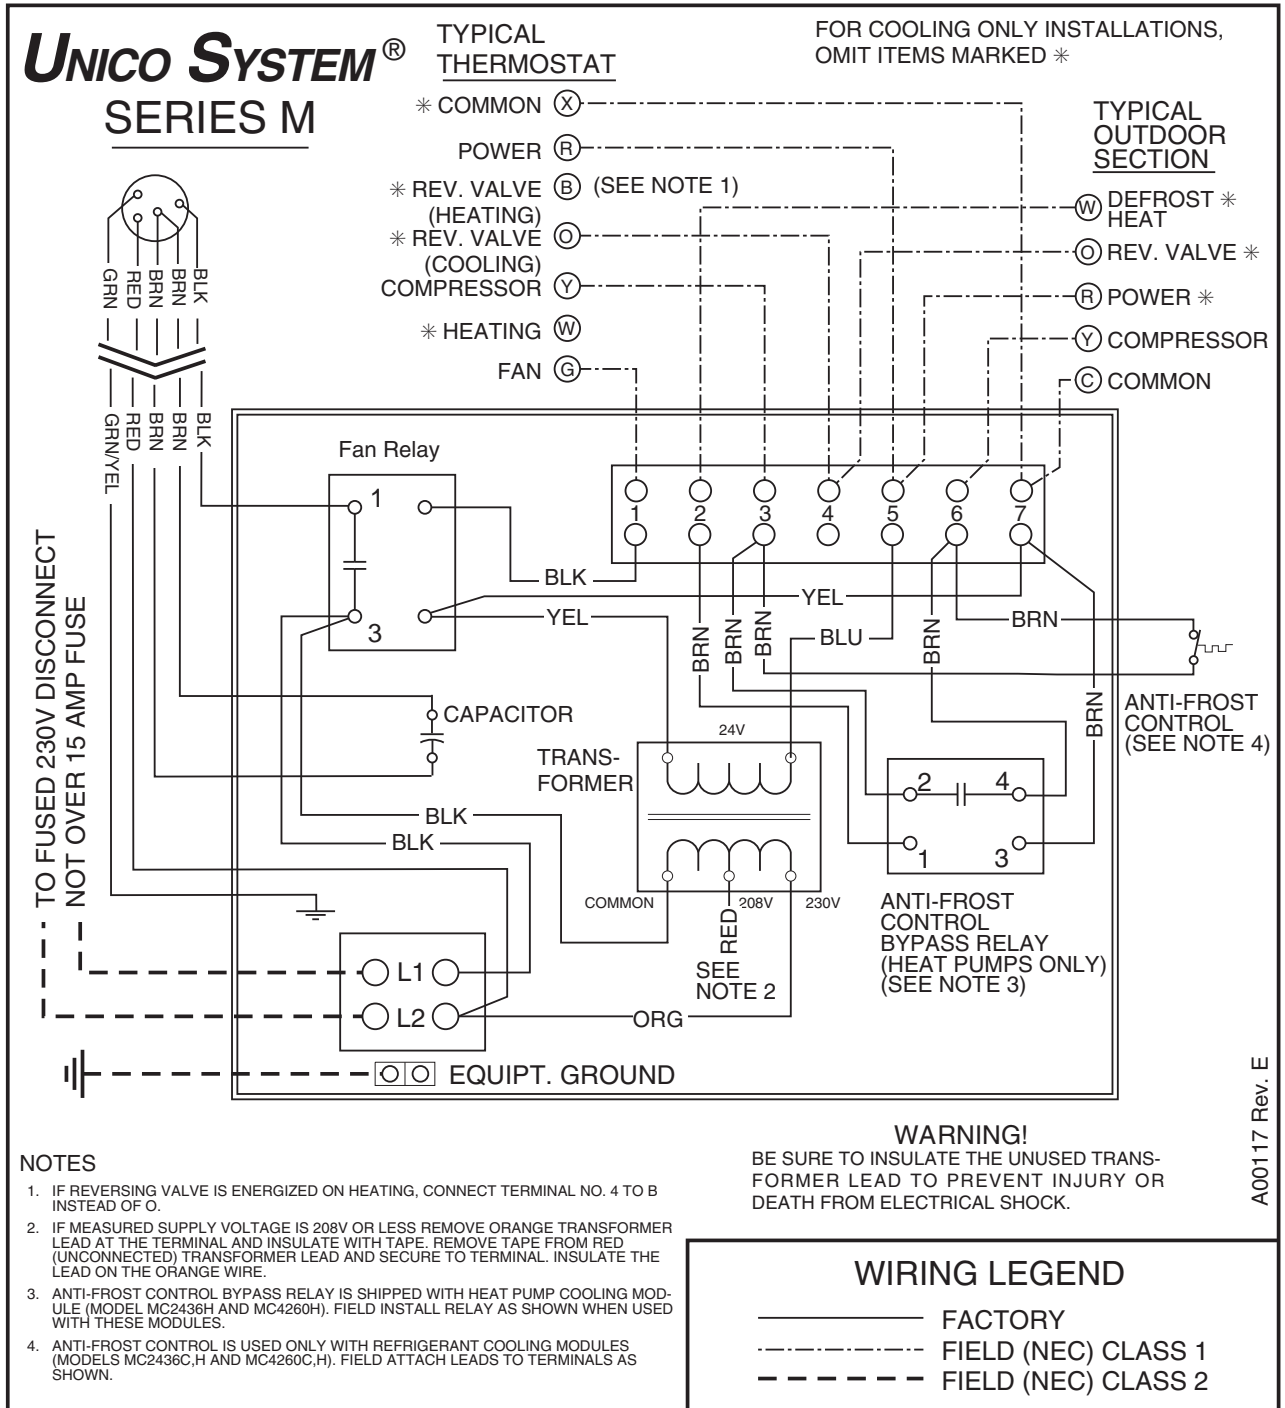 UNICO SYSTEM®
SERIES M
TYPICAL
THERMOSTAT
FOR COOLING ONLY INSTALLATIONS,
OMIT ITEMS MARKED ✳
✳ COMMON X
POWER R
✳ REV. VALVE B (SEE NOTE 1)
(HEATING)
✳ REV. VALVE O
(COOLING)
COMPRESSOR Y
✳ HEATING W
FAN G
TYPICAL
OUTDOOR
SECTION
W DEFROST ✳
HEAT
O REV. VALVE ✳
R POWER ✳
Y COMPRESSOR
C COMMON
GRN
RED
BRN
BRN
BLK
GRN/YEL
RED
BRN
BRN
BLK
TO FUSED 230V DISCONNECT
NOT OVER 15 AMP FUSE
Fan Relay
1
3
1 2 3 4 5 6 7
BLK
YEL
YEL
BRN
BRN
BRN
BLU
BRN
BRN
BRN
ANTI-FROST
CONTROL
(SEE NOTE 4)
CAPACITOR
TRANS-
FORMER
24V
COMMON
208V
230V
RED
SEE
NOTE 2
BLK
BLK
2 4
1 3
ANTI-FROST
CONTROL
BYPASS RELAY
(HEAT PUMPS ONLY)
(SEE NOTE 3)
L1
L2
ORG
EQUIPT. GROUND
A00117 Rev. E
NOTES
1. IF REVERSING VALVE IS ENERGIZED ON HEATING, CONNECT TERMINAL NO. 4 TO B
INSTEAD OF O.
2. IF MEASURED SUPPLY VOLTAGE IS 208V OR LESS REMOVE ORANGE TRANSFORMER
LEAD AT THE TERMINAL AND INSULATE WITH TAPE. REMOVE TAPE FROM RED
(UNCONNECTED) TRANSFORMER LEAD AND SECURE TO TERMINAL. INSULATE THE
LEAD ON THE ORANGE WIRE.
3. ANTI-FROST CONTROL BYPASS RELAY IS SHIPPED WITH HEAT PUMP COOLING MOD-
ULE (MODEL MC2436H AND MC4260H). FIELD INSTALL RELAY AS SHOWN WHEN USED
WITH THESE MODULES.
4. ANTI-FROST CONTROL IS USED ONLY WITH REFRIGERANT COOLING MODULES
(MODELS MC2436C,H AND MC4260C,H). FIELD ATTACH LEADS TO TERMINALS AS
SHOWN.
WARNING!
BE SURE TO INSULATE THE UNUSED TRANS-
FORMER LEAD TO PREVENT INJURY OR
DEATH FROM ELECTRICAL SHOCK.
WIRING LEGEND
FACTORY
FIELD (NEC) CLASS 1
FIELD (NEC) CLASS 2